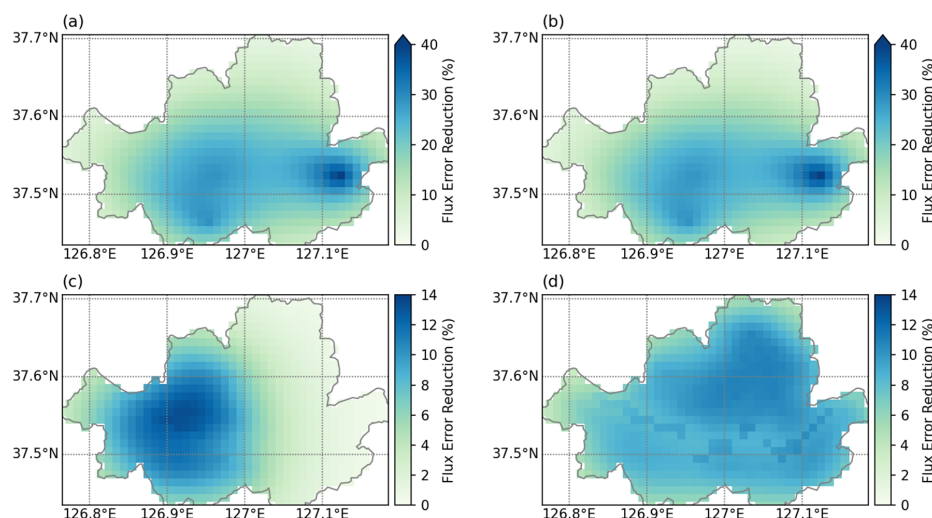 (a)
37.7°N
37.6°N
37.5°N
126.8°E 126.9°E 127°E 127.1°E
40
30
20
10
0
Flux Error Reduction (%)
(b)
37.7°N
37.6°N
37.5°N
126.8°E 126.9°E 127°E 127.1°E
40
30
20
10
0
Flux Error Reduction (%)
(c)
37.7°N
37.6°N
37.5°N
126.8°E 126.9°E 127°E 127.1°E
14
12
10
8
6
4
2
0
Flux Error Reduction (%)
(d)
37.7°N
37.6°N
37.5°N
126.8°E 126.9°E 127°E 127.1°E
14
12
10
8
6
4
2
0
Flux Error Reduction (%)